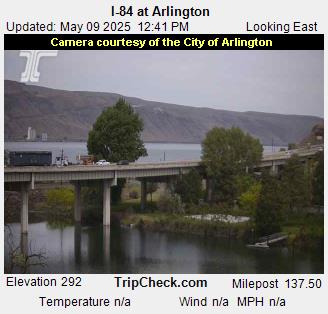 I-84 at Arlington
Updated: May 09 2025 12:41 PM Looking East
Camera courtesy of the City of Arlington
Elevation 292 TripCheck.com Milepost 137.50
Temperature n/a Wind n/a MPH n/a